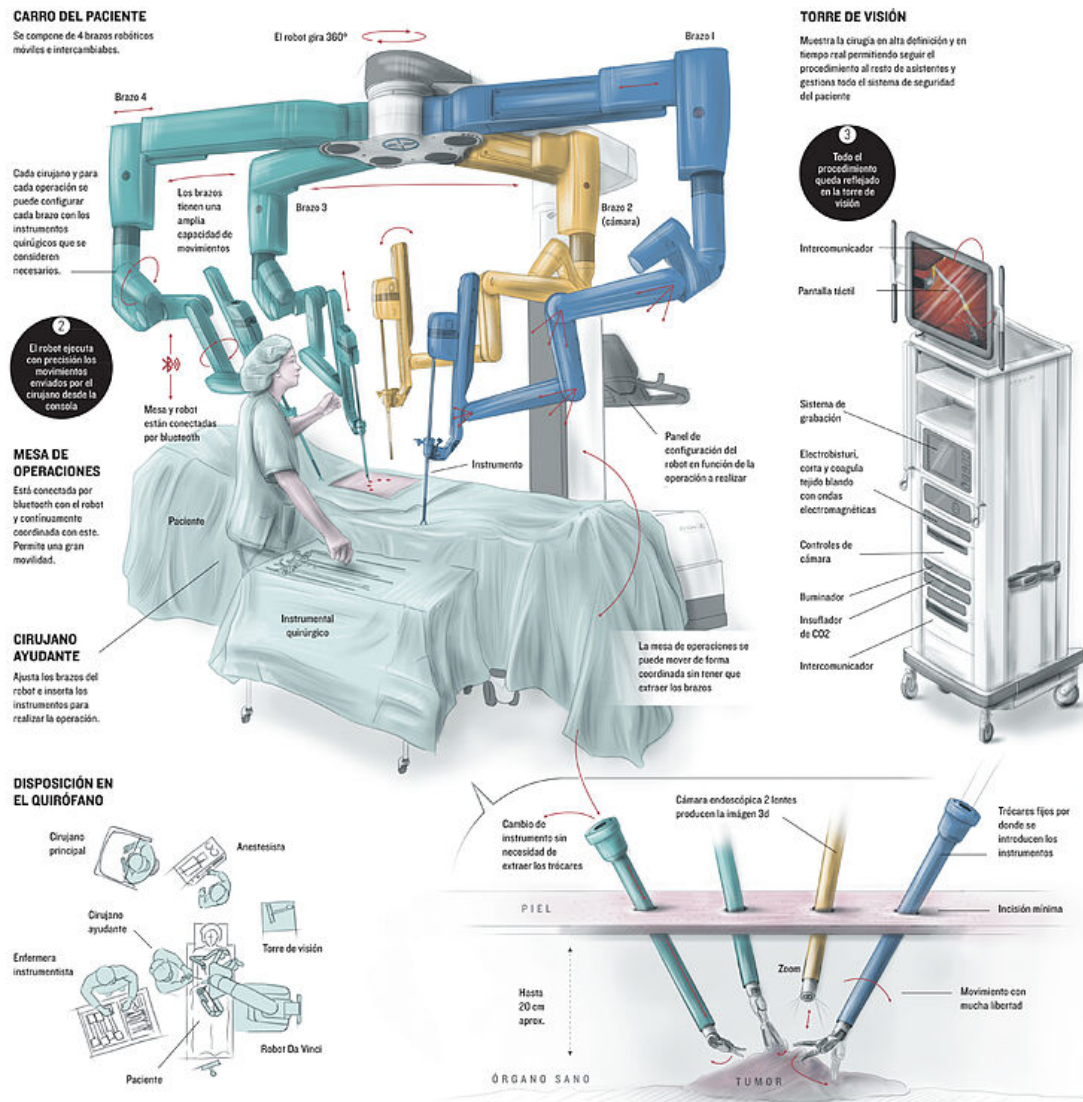 CARRO DEL PACIENTE
Se compone de 4 brazos robóticos
móviles e intercambiabes.
El robot gira 360º
Brazo 1
Brazo 4
Cada cirujano y para
cada operación se
puede configurar
cada brazo con los
instrumentos
quirúgicos que se
consideren
necesarios.
Los brazos
tienen una
amplia
capacidad de
movimientos
Brazo 3
Brazo 2
(cámara)
2
El robot ejecuta
con precisión los
movimientos
enviados por el
cirujano desde la
consola
Mesa y robot
están conectadas
por bluetooth
MESA DE
OPERACIONES
Está conectada por
bluetooth con el robot
y continuamente
coordinada con este.
Permite una gran
movilidad.
Paciente
Instrumento
Panel de
configuración del
robot en función de la
operación a realizar
CIRUJANO
AYUDANTE
Ajusta los brazos del
robot e inserta los
instrumentos para
realizar la operación.
Instrumental
quirúrgico
La mesa de operaciones se
puede mover de forma
coordinada sin tener que
extraer los brazos
TORRE DE VISIÓN
Muestra la cirugía en alta definición y en
tiempo real permitiendo seguir el
procedimiento al resto de asistentes y
gestiona todo el sistema de seguridad
del paciente
3
Todo el
procedimiento
queda reflejado
en la torre de
visión
Intercomunicador
Pantalla táctil
Sistema de
grabación
Electrobisturí,
corta y coagula
tejido blando
con ondas
electromagnéticas
Controles de
cámara
Iluminador
Insuflador
de CO2
Intercomunicador
DISPOSICIÓN EN
EL QUIRÓFANO
Cirujano
principal
Anestesista
Cirujano
ayudante
Enfermera
instrumentista
Torre de visión
Robot Da Vinci
Paciente
Cambio de
instrumento sin
necesidad de
extraer los trócares
Cámara endoscópica 2 lentes
producen la imágen 3d
Trócares fijos por
donde se
introducen los
instrumentos
PIEL
Incisión mínima
Zoom
Hasta
20 cm
aprox.
Movimiento con
mucha libertad
ÓRGANO SANO
TUMOR